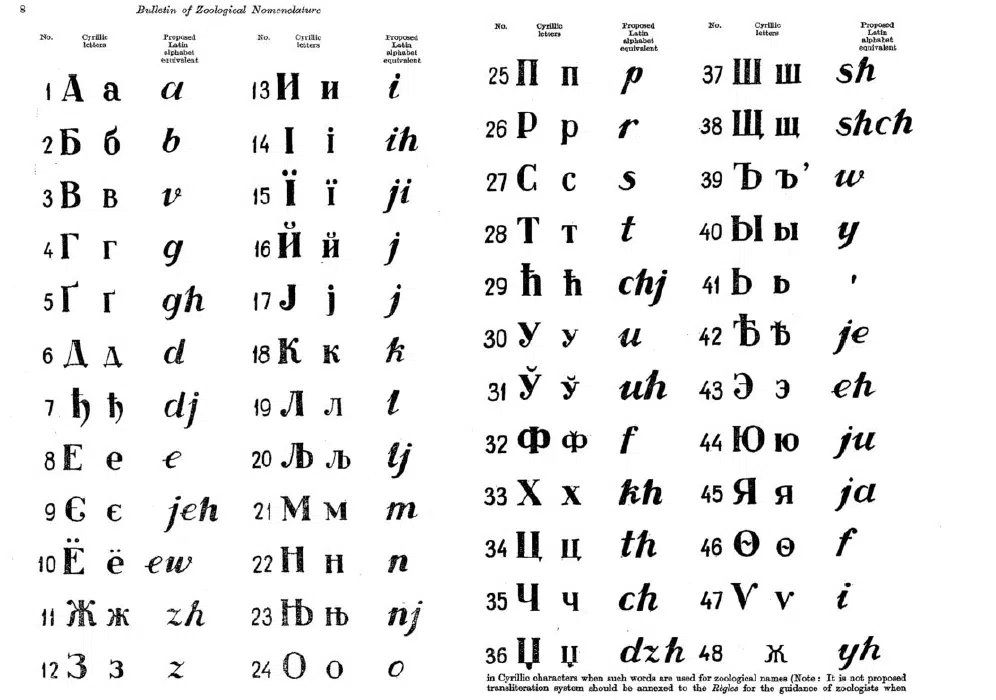 8 Bulletin of Zoological Nomenclature
No. Cyrillic letters Proposed Latin alphabet equivalent
1 А а a
2 Б б b
3 В в v
4 Г г g
5 Ґ ґ gh
6 Д д d
7 Ђ ђ dj
8 Е е e
9 Є є jeh
10 Ё ё ew
11 Ж ж zh
12 З з z
No. Cyrillic letters Proposed Latin alphabet equivalent
13 И и i
14 І і ih
15 Ї ї ji
16 Й й j
17 Ј ј j
18 К к k
19 Л л l
20 Љ љ lj
21 М м m
22 Н н n
23 Њ њ nj
24 О о o
No. Cyrillic letters Proposed Latin alphabet equivalent
25 П п p
26 Р р r
27 С с s
28 Т т t
29 Ћ ћ chj
30 У у u
31 Ў ў uh
32 Ф ф f
33 Х х kh
34 Ц ц th
35 Ч ч ch
36 Џ џ dzh
No. Cyrillic letters Proposed Latin alphabet equivalent
37 Ш ш sh
38 Щ щ shch
39 Ъ ъ ’ w
40 Ы ы y
41 Ь ь '
42 Ѣ ѣ je
43 Э э eh
44 Ю ю ju
45 Я я ja
46 Ѳ ѳ f
47 Ѵ ѵ i
48 ѫ yh
in Cyrillic characters when such words are used for zoological names (Note: It is not proposed
transliteration system should be annexed to the Règles for the guidance of zoologists when